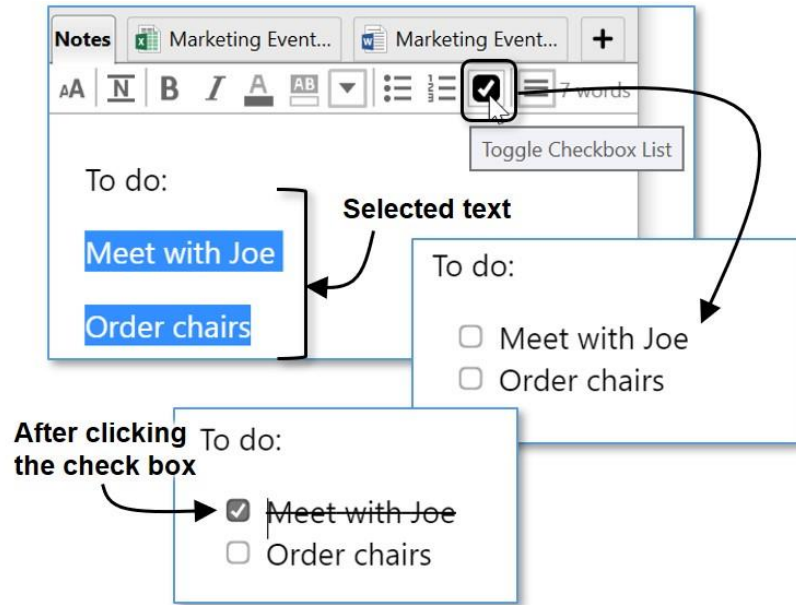 Notes Marketing Event... Marketing Event... +
AA N B I A AB 7 words
Toggle Checkbox List
To do:
Selected text
Meet with Joe
Order chairs
To do:
Meet with Joe
Order chairs
After clicking
the check box
To do:
Meet with Joe
Order chairs